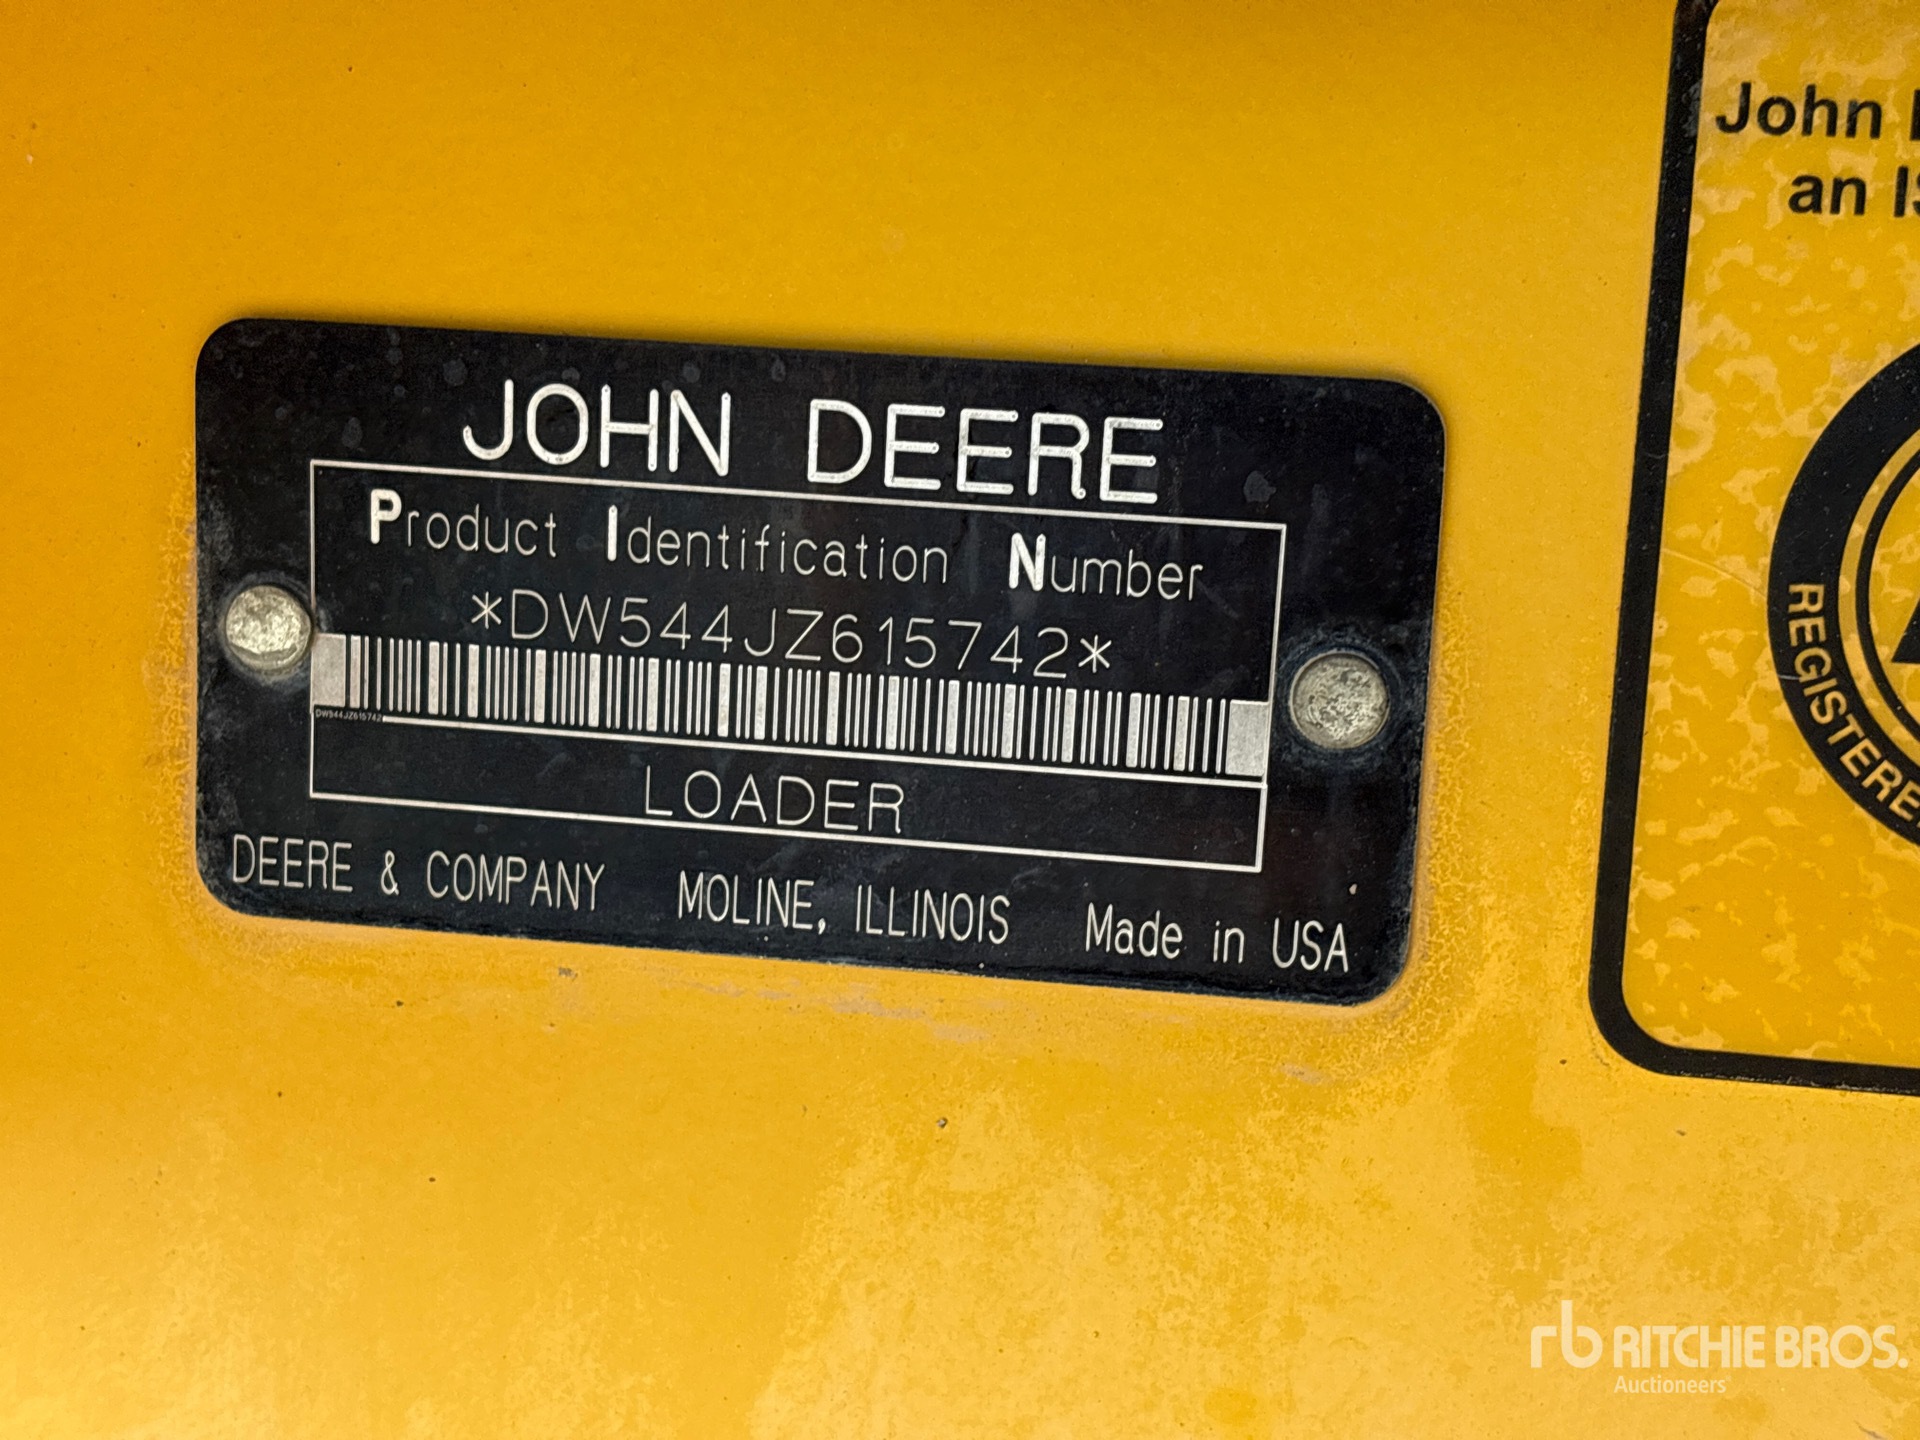 JOHN DEERE
Product Identification Number
*DW544JZ615742*
DW544JZ615742
LOADER
DEERE & COMPANY MOLINE, ILLINOIS Made in USA
John
an
REGISTERE
rb RITCHIE BROS.
Auctioneers